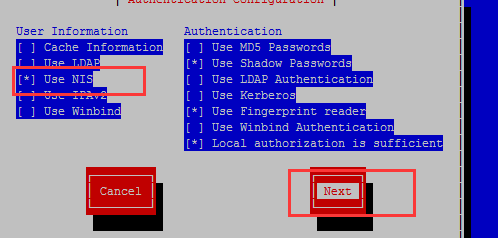 Authentication Configuration
User Information
[ ] Cache Information
[ ] Use LDAP
[*] Use NIS
[ ] Use IPAv2
[ ] Use Winbind
Authentication
[ ] Use MD5 Passwords
[*] Use Shadow Passwords
[ ] Use LDAP Authentication
[ ] Use Kerberos
[*] Use Fingerprint reader
[ ] Use Winbind Authentication
[*] Local authorization is sufficient
Cancel
Next